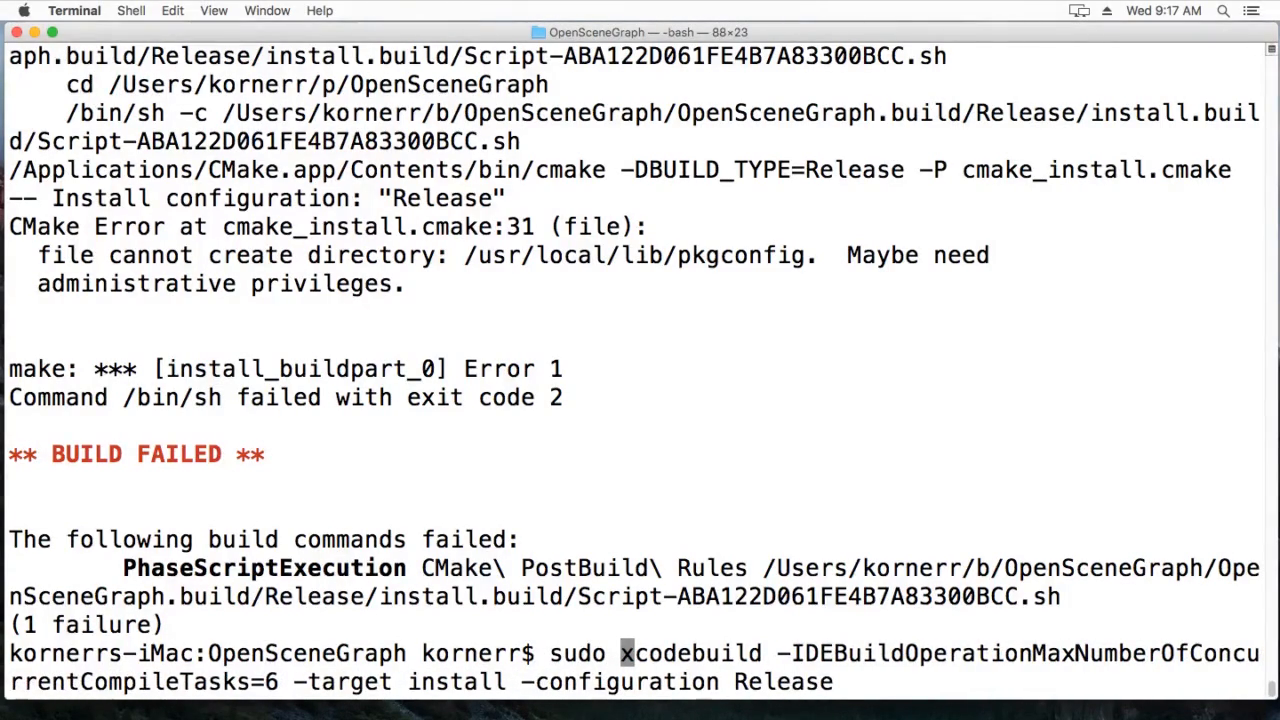 Terminal Shell Edit View Window Help Wed 9:17 AM
OpenSceneGraph — -bash — 88×23
aph.build/Release/install.build/Script-ABA122D061FE4B7A83300BCC.sh
cd /Users/kornerr/p/OpenSceneGraph
/bin/sh -c /Users/kornerr/b/OpenSceneGraph/OpenSceneGraph.build/Release/install.buil
d/Script-ABA122D061FE4B7A83300BCC.sh
/Applications/CMake.app/Contents/bin/cmake -DBUILD_TYPE=Release -P cmake_install.cmake
-- Install configuration: "Release"
CMake Error at cmake_install.cmake:31 (file):
file cannot create directory: /usr/local/lib/pkgconfig.  Maybe need
administrative privileges.
make: *** [install_buildpart_0] Error 1
Command /bin/sh failed with exit code 2
** BUILD FAILED **
The following build commands failed:
PhaseScriptExecution CMake\ PostBuild\ Rules /Users/kornerr/b/OpenSceneGraph/Ope
nSceneGraph.build/Release/install.build/Script-ABA122D061FE4B7A83300BCC.sh
(1 failure)
kornerrs-iMac:OpenSceneGraph kornerr$ sudo xcodebuild -IDEBuildOperationMaxNumberOfConcu
rrentCompileTasks=6 -target install -configuration Release